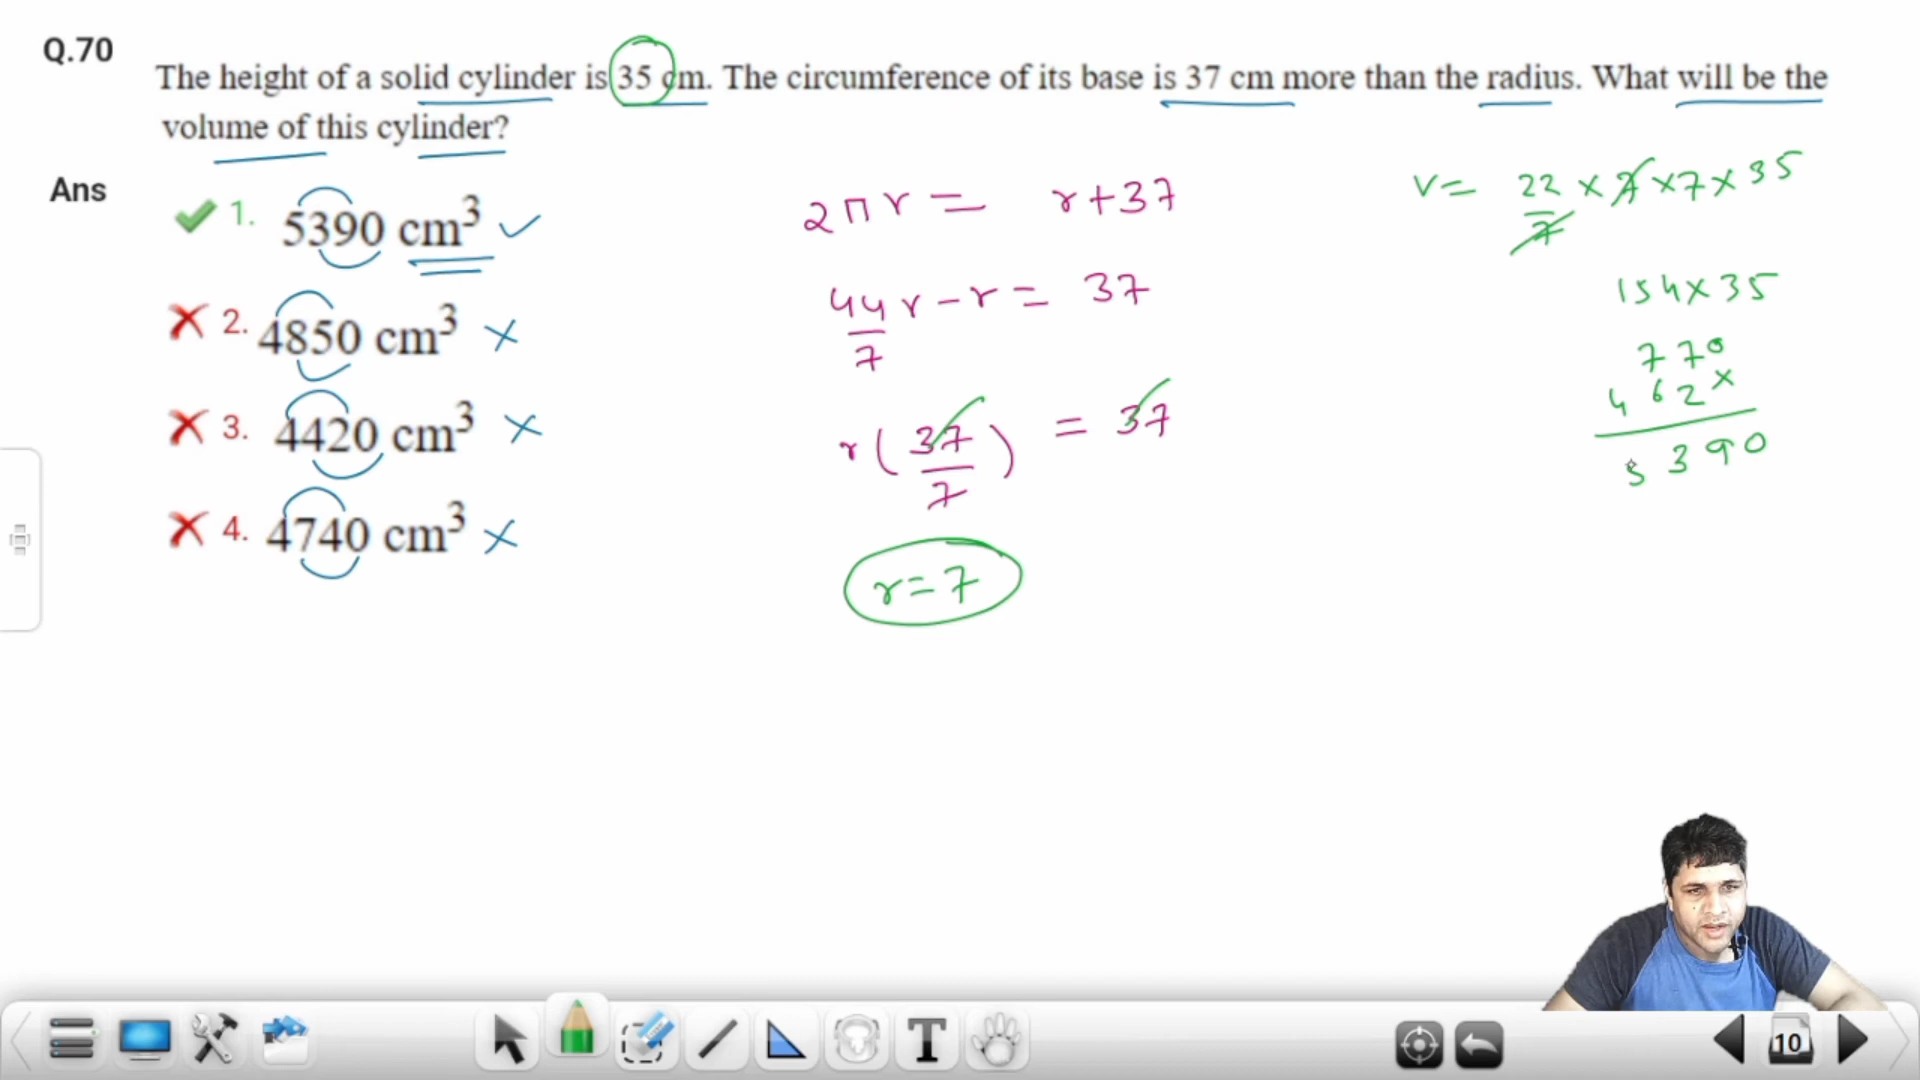 Q.70
The height of a solid cylinder is 35 cm. The circumference of its base is 37 cm more than the radius. What will be the
volume of this cylinder?
Ans
1. 5390 cm³
2. 4850 cm³
3. 4420 cm³
4. 4740 cm³
2πr = r+37
44/7 r - r = 37
r(37/7) = 37
r=7
V= 22/7 × 7 × 7 × 35
154×35
770
462×
5390
T
10